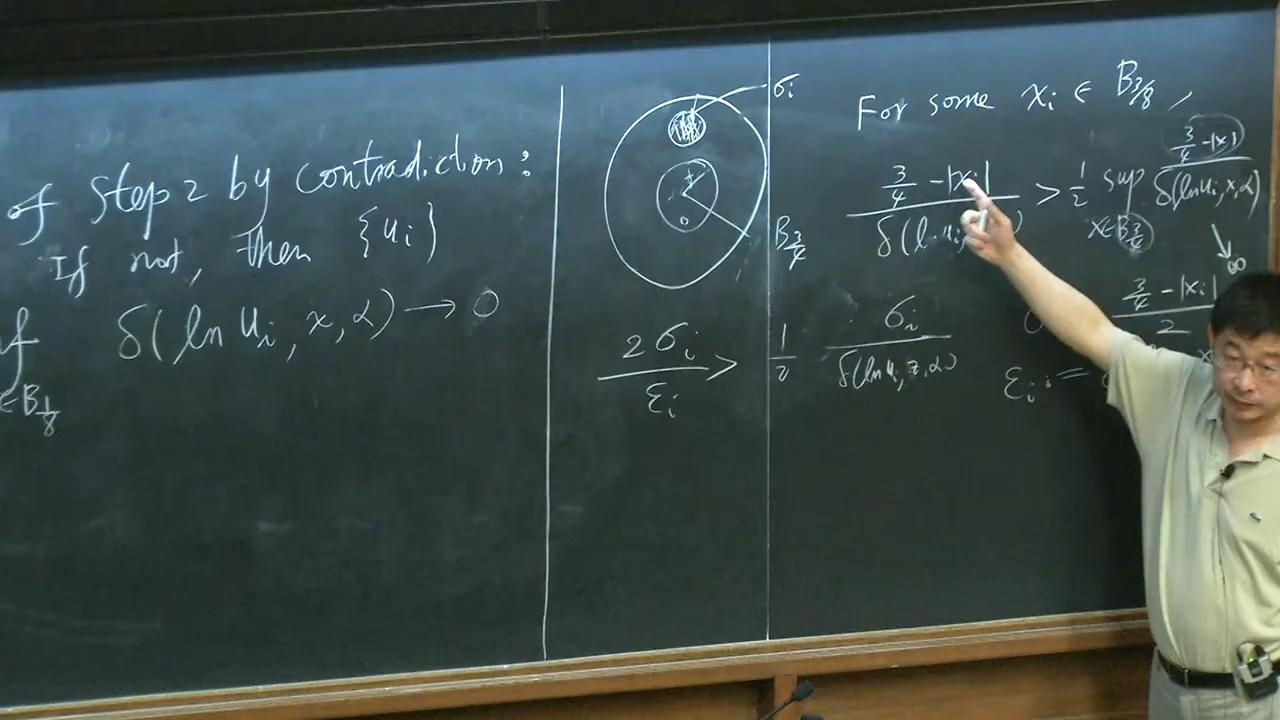 of Step 2 by contradiction:
If not, then {u_i}
f δ(ln u_i, x, α) → 0
∈ B_{1/8}
σ_i
B_{3/4}
2σ_i / ε_i > 1/2 σ_i / δ(ln u_i, z, α)
For some x_i ∈ B_{3/8},
(3/4 - |x_i|) / δ(l u_i ) > 1/2 sup_{x∈B_{3/4}} (3/4 - |x|) / δ(ln u_i, x, α)
↘ ∞
(3/4 - |x_i|) / 2
ε_i =